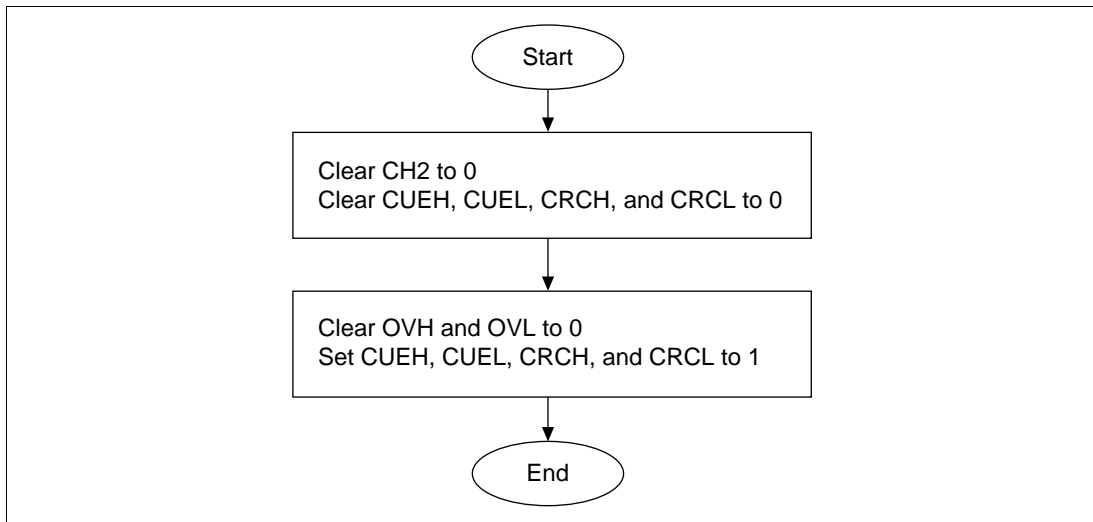 Start
Clear CH2 to 0
Clear CUEH, CUEL, CRCH, and CRCL to 0
Clear OVH and OVL to 0
Set CUEH, CUEL, CRCH, and CRCL to 1
End